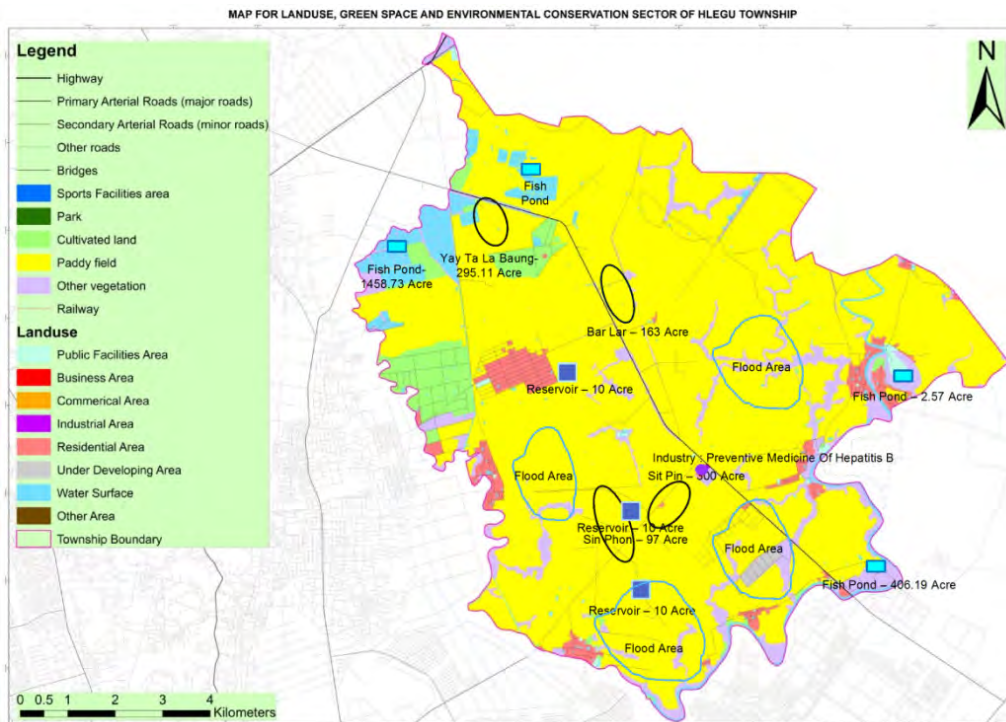 MAP FOR LANDUSE, GREEN SPACE AND ENVIRONMENTAL CONSERVATION SECTOR OF HLEGU TOWNSHIP
Legend
Highway
Primary Arterial Roads (major roads)
Secondary Arterial Roads (minor roads)
Other roads
Bridges
Sports Facilities area
Park
Cultivated land
Paddy field
Other vegetation
Railway
Landuse
Public Facilities Area
Business Area
Commerical Area
Industrial Area
Residential Area
Under Developing Area
Water Surface
Other Area
Township Boundary
0 0.5 1 2 3 4
Kilometers
N
Fish
Pond
Yay Ta La Baung-
295.11 Acre
Fish Pond-
1458.73 Acre
Bar Lar – 163 Acre
Flood Area
Reservoir – 10 Acre
Fish Pond – 2.57 Acre
Industry : Preventive Medicine Of Hepatitis B
Sit Pin – 300 Acre
Flood Area
Reservoir – 10 Acre
Sin Phon – 97 Acre
Flood Area
Fish Pond – 406.19 Acre
Reservoir – 10 Acre
Flood Area